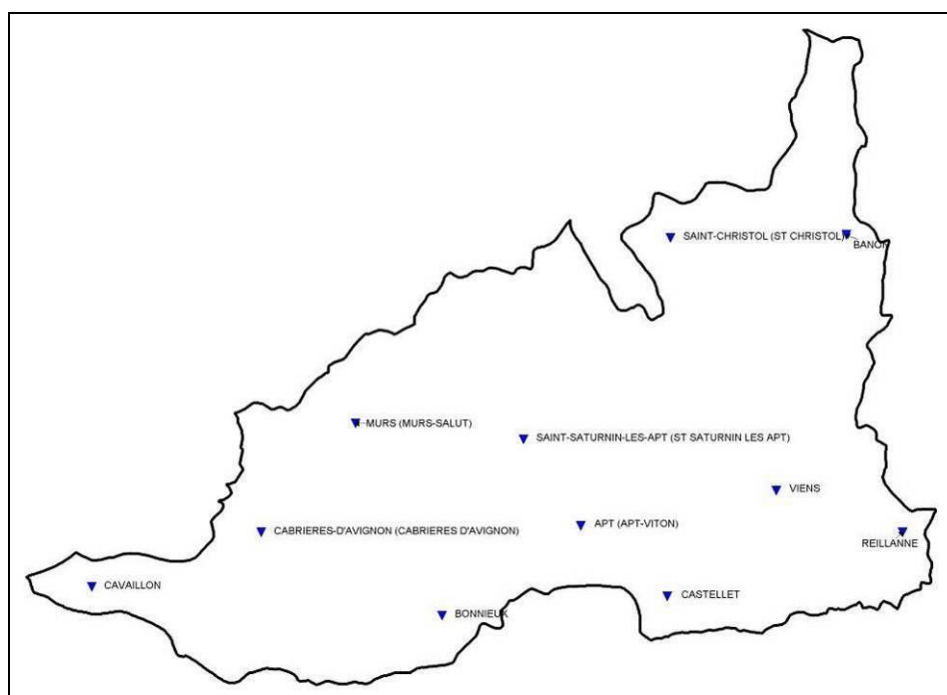 SAINT-CHRISTOL (ST CHRISTOL)
BANON
MURS (MURS-SALUT)
SAINT-SATURNIN-LES-APT (ST SATURNIN LES APT)
VIENS
APT (APT-VITON)
CABRIERES-D'AVIGNON (CABRIERES D'AVIGNON)
REILLANNE
CAVAILLON
CASTELLET
BONNIEUX